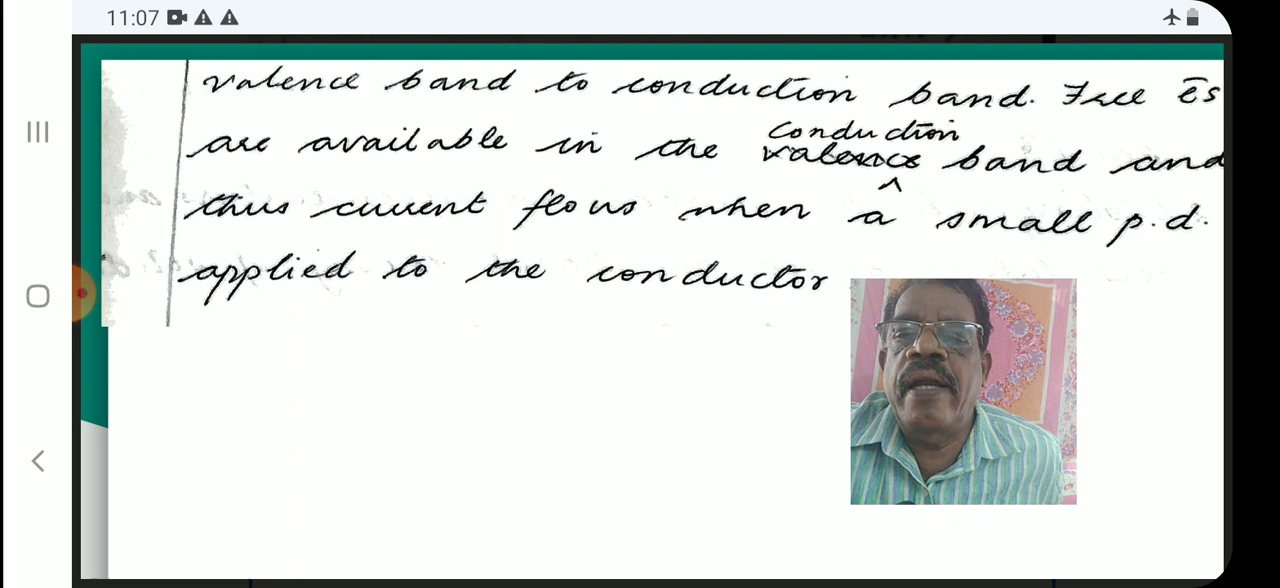 11:07
valence band to conduction band. Free ēs
are available in the valence conduction band and
thus current flows when a ^ small p.d.
applied to the conductor